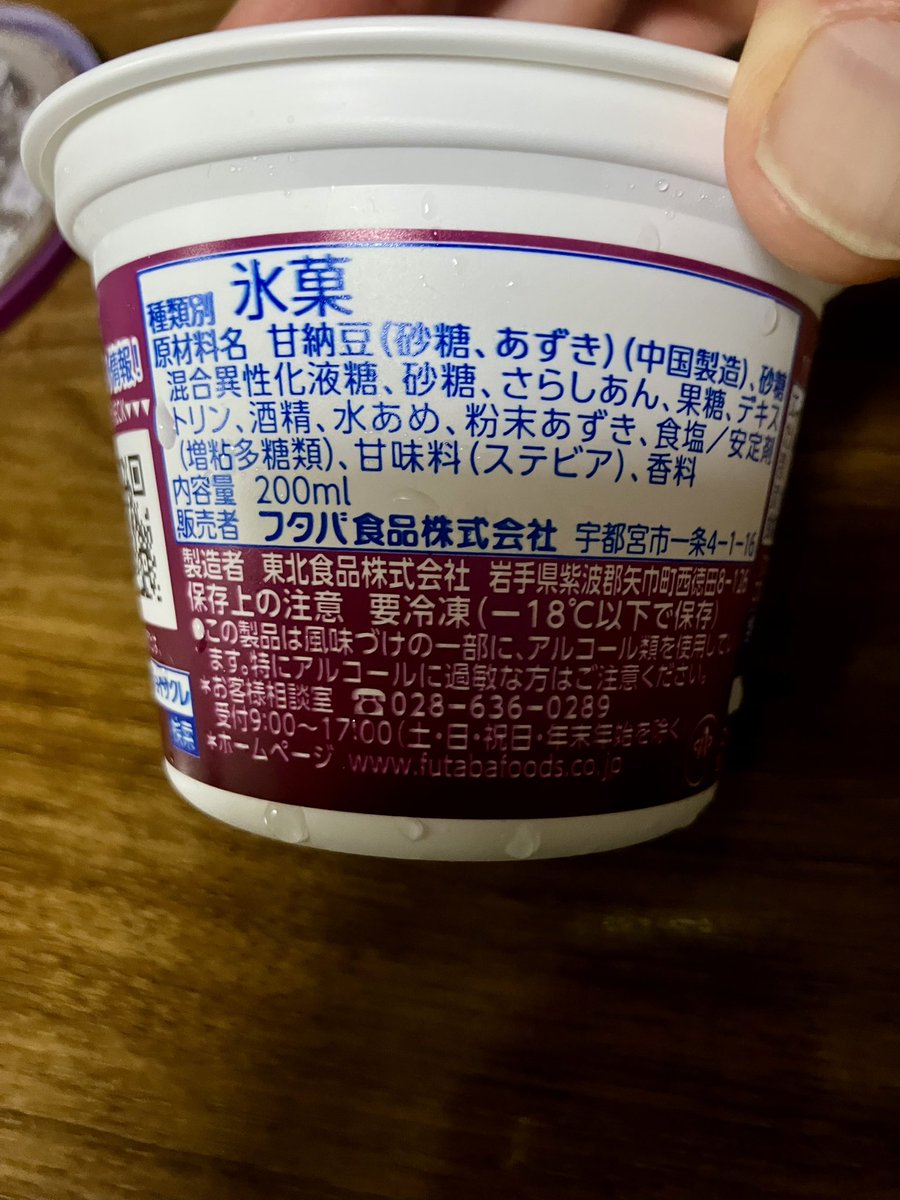 種類別 氷菓
原材料名 甘納豆(砂糖、あずき)(中国製造)、砂糖
混合異性化液糖、砂糖、さらしあん、果糖、デキス
トリン、酒精、水あめ、粉末あずき、食塩/安定剤
(増粘多糖類)、甘味料(ステビア)、香料
内容量 200ml
販売者 フタバ食品株式会社 宇都宮市一条4-1-16
製造者 東北食品株式会社 岩手県紫波郡矢巾町西徳田8-126
保存上の注意 要冷凍(-18℃以下で保存)
●この製品は風味づけの一部に、アルコール類を使用して
ます。特にアルコールに過敏な方はご注意ください。
*お客様相談室 ☎028-636-0289
受付9:00~17:00(土・日・祝日・年末年始を除く
*ホームページ www.futabafoods.co.jp
情報!
サクレ
検索